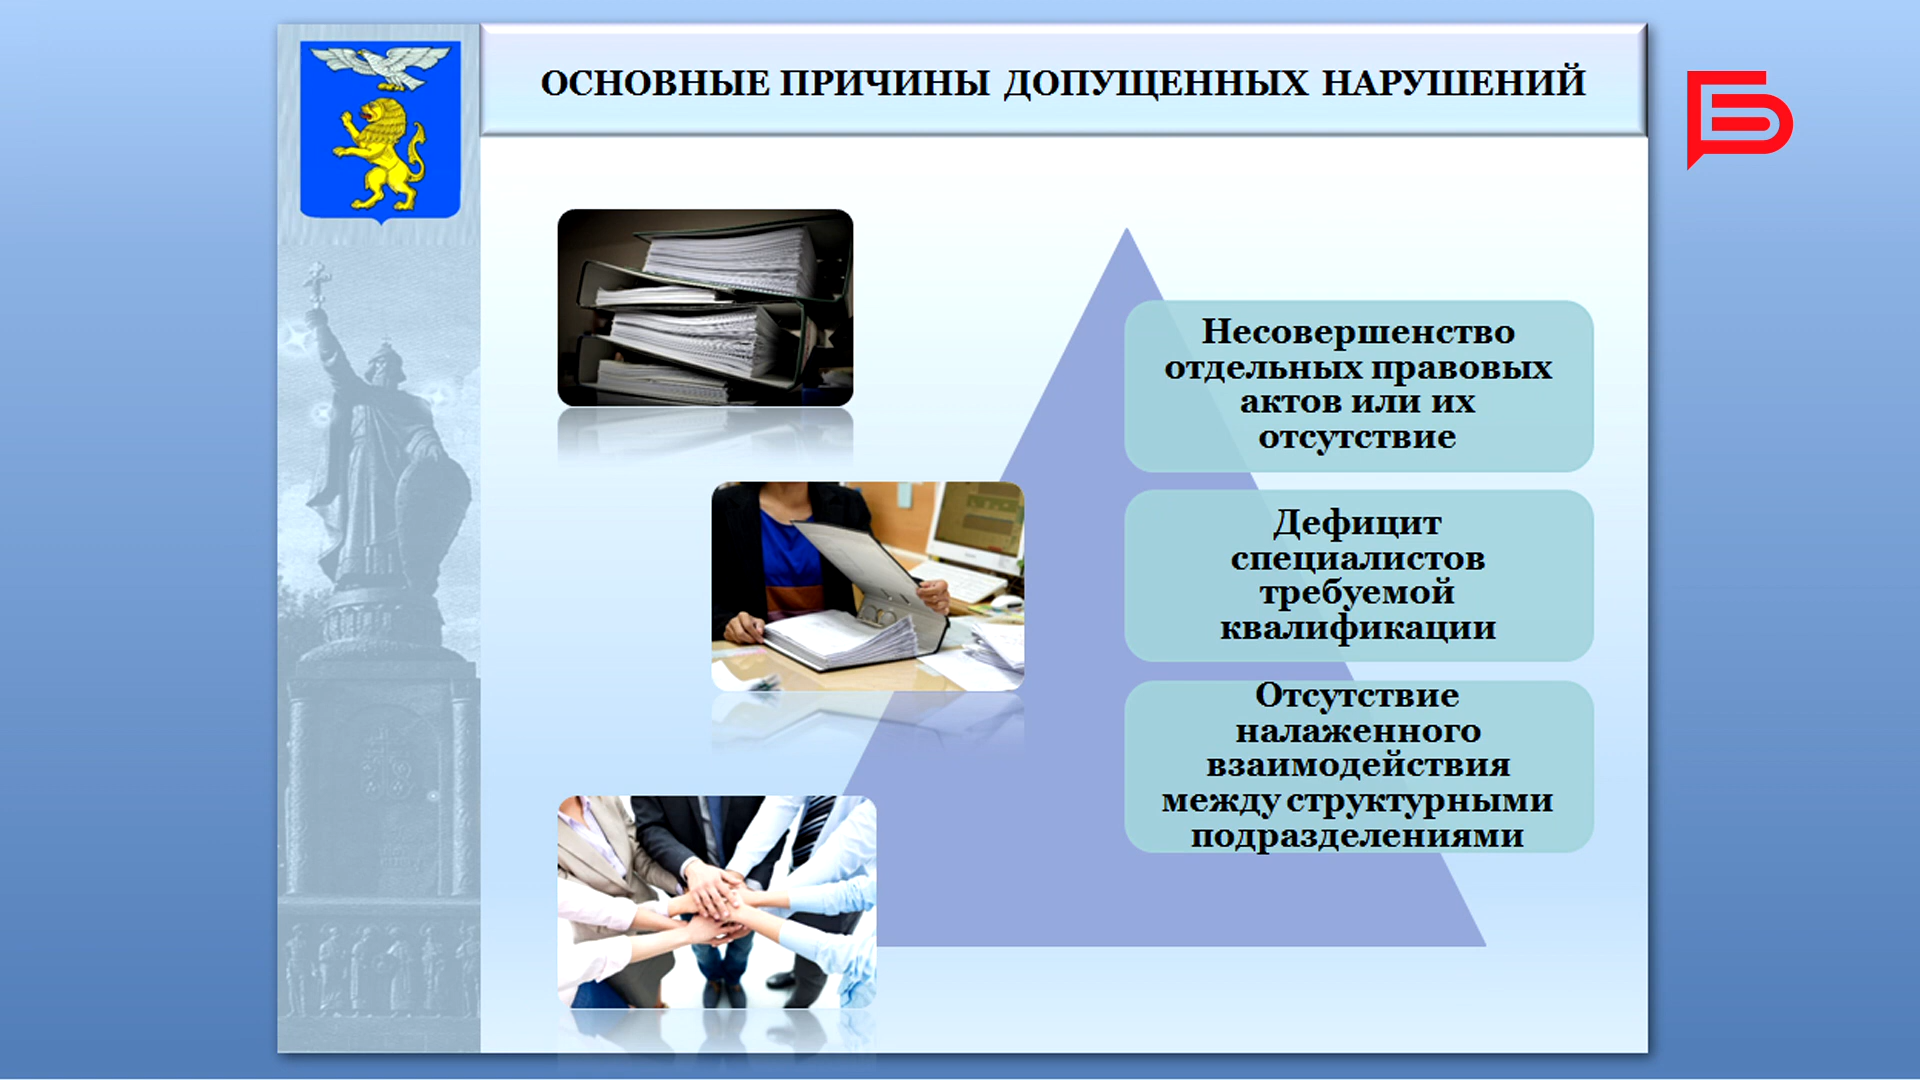 ОСНОВНЫЕ ПРИЧИНЫ ДОПУЩЕННЫХ НАРУШЕНИЙ
Б
Несовершенство
отдельных правовых
актов или их
отсутствие
Дефицит
специалистов
требуемой
квалификации
Отсутствие
налаженного
взаимодействия
между структурными
подразделениями